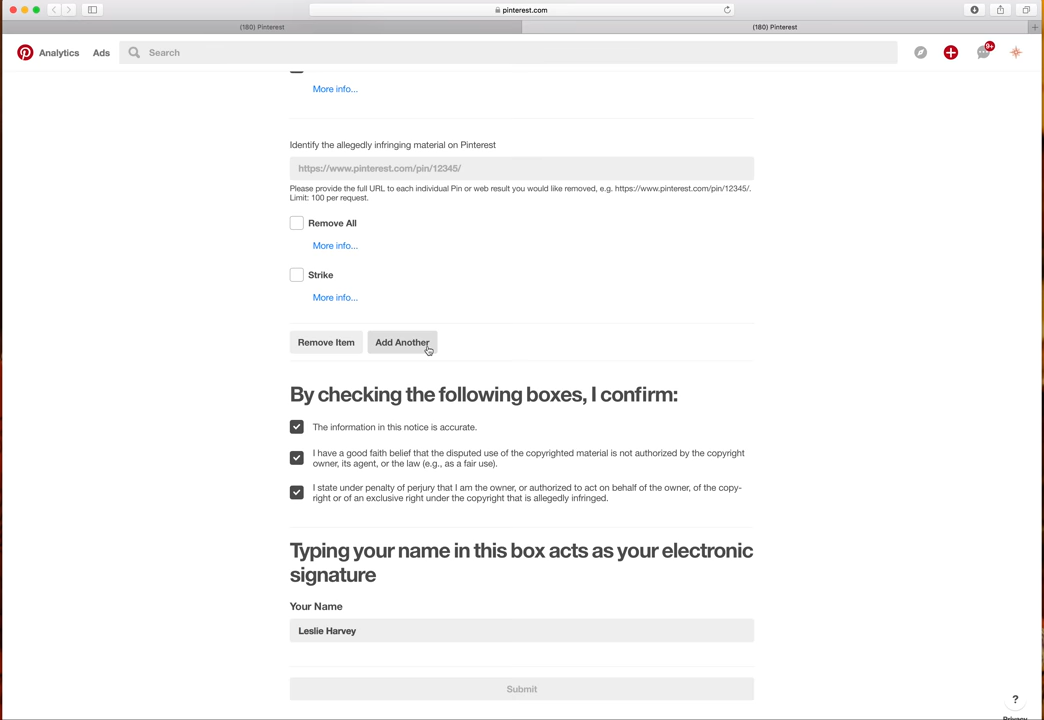 pinterest.com
(180) Pinterest
(180) Pinterest
Analytics Ads Search 9+
More info...
Identify the allegedly infringing material on Pinterest
https://www.pinterest.com/pin/12345/
Please provide the full URL to each individual Pin or web result you would like removed, e.g. https://www.pinterest.com/pin/12345/.
Limit: 100 per request.
Remove All
More info...
Strike
More info...
Remove Item Add Another
By checking the following boxes, I confirm:
The information in this notice is accurate.
I have a good faith belief that the disputed use of the copyrighted material is not authorized by the copyright
owner, its agent, or the law (e.g., as a fair use).
I state under penalty of perjury that I am the owner, or authorized to act on behalf of the owner, of the copy-
right or of an exclusive right under the copyright that is allegedly infringed.
Typing your name in this box acts as your electronic
signature
Your Name
Leslie Harvey
Submit
?
Privacy